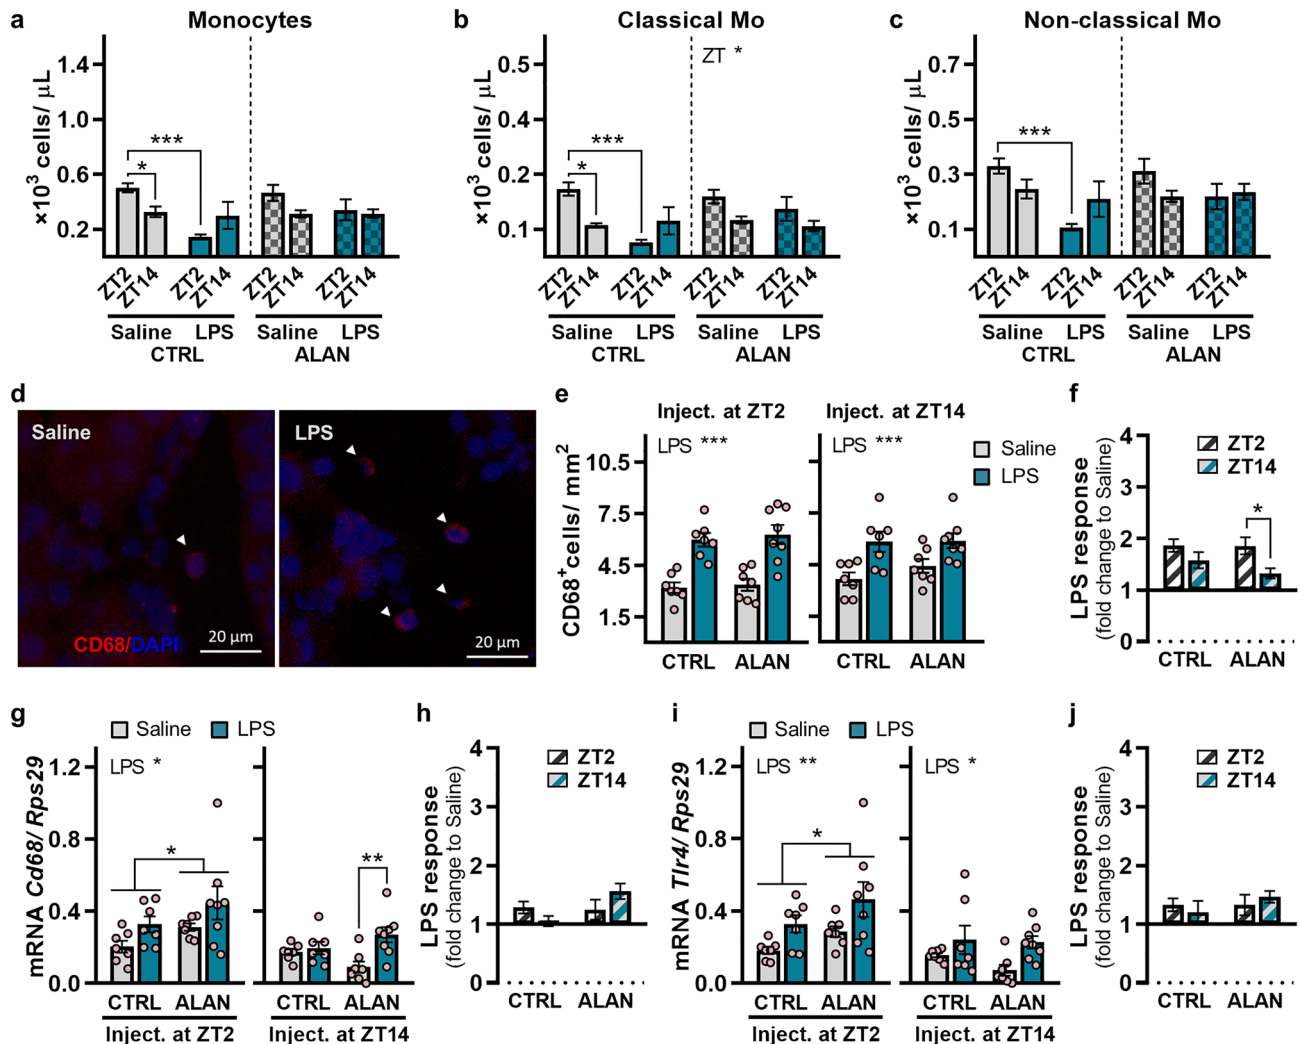 a Monocytes
×10³ cells/ μL
1.4
1.0
0.6
0.2
***
*
ZT2 ZT14 ZT2 ZT14 ZT2 ZT14 ZT2 ZT14
Saline LPS Saline LPS
CTRL ALAN
b Classical Mo
×10³ cells/ μL
0.5
0.4
0.2
0.1
ZT *
***
*
ZT2 ZT14 ZT2 ZT14 ZT2 ZT14 ZT2 ZT14
Saline LPS Saline LPS
CTRL ALAN
c Non-classical Mo
×10³ cells/ μL
0.7
0.5
0.3
0.1
***
ZT2 ZT14 ZT2 ZT14 ZT2 ZT14 ZT2 ZT14
Saline LPS Saline LPS
CTRL ALAN
d
Saline
CD68/DAPI
20 μm
LPS
20 μm
e
Inject. at ZT2 Inject. at ZT14
CD68⁺cells/ mm²
LPS *** LPS ***
10.5
7.5
4.5
1.5
Saline
LPS
CTRL ALAN CTRL ALAN
f
LPS response
(fold change to Saline)
4
3
2
1
0
ZT2
ZT14
*
CTRL ALAN
g
Saline LPS
mRNA Cd68/ Rps29
1.2
0.8
0.4
0.0
LPS *
*
**
CTRL ALAN CTRL ALAN
Inject. at ZT2 Inject. at ZT14
h
LPS response
(fold change to Saline)
4
3
2
1
0
ZT2
ZT14
CTRL ALAN
i
Saline LPS
mRNA Tlr4/ Rps29
1.2
0.8
0.4
0.0
LPS ** LPS *
*
CTRL ALAN CTRL ALAN
Inject. at ZT2 Inject. at ZT14
j
LPS response
(fold change to Saline)
4
3
2
1
0
ZT2
ZT14
CTRL ALAN